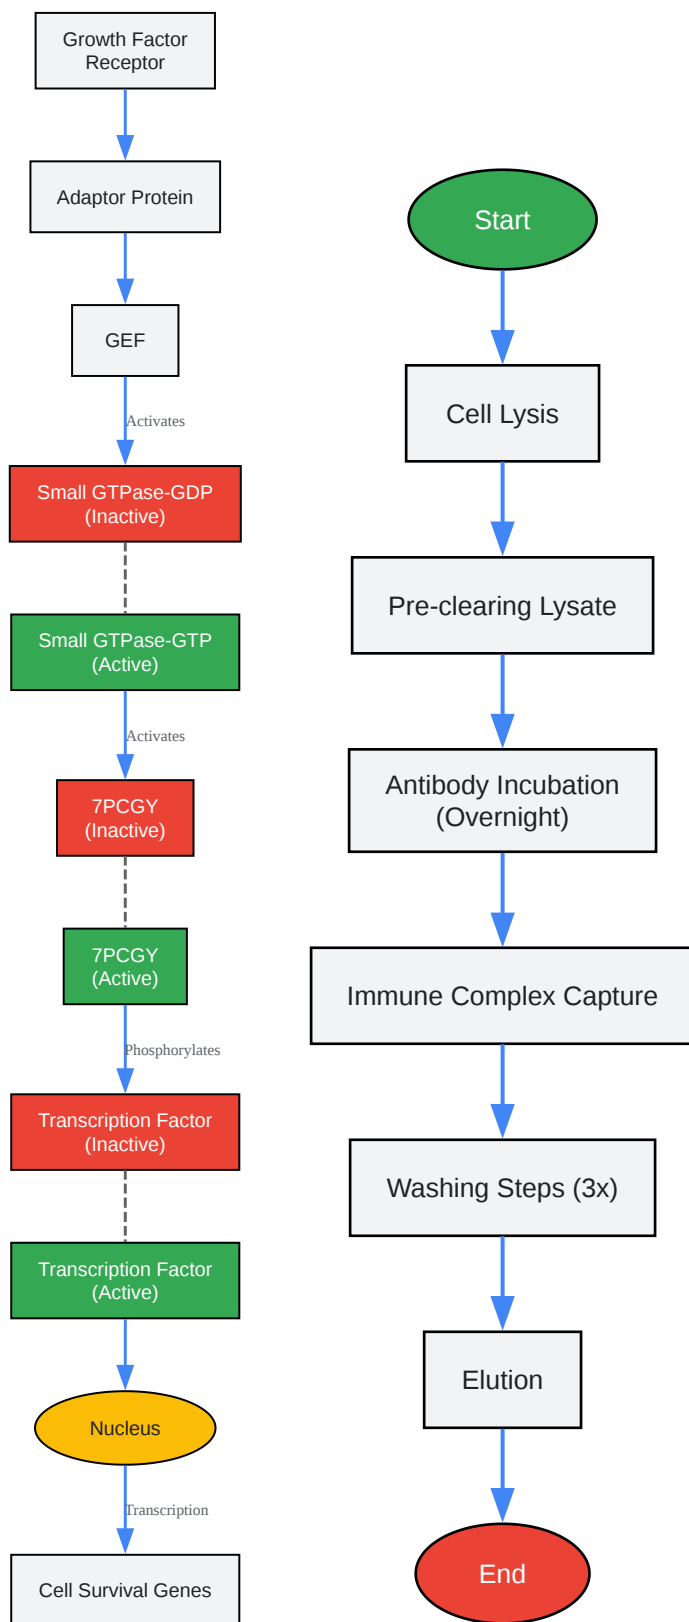 Growth Factor
Receptor
Adaptor Protein
GEF
Activates
Small GTPase-GDP
(Inactive)
Small GTPase-GTP
(Active)
Activates
7PCGY
(Inactive)
7PCGY
(Active)
Phosphorylates
Transcription Factor
(Inactive)
Transcription Factor
(Active)
Nucleus
Transcription
Cell Survival Genes
Start
Cell Lysis
Pre-clearing Lysate
Antibody Incubation
(Overnight)
Immune Complex Capture
Washing Steps (3x)
Elution
End